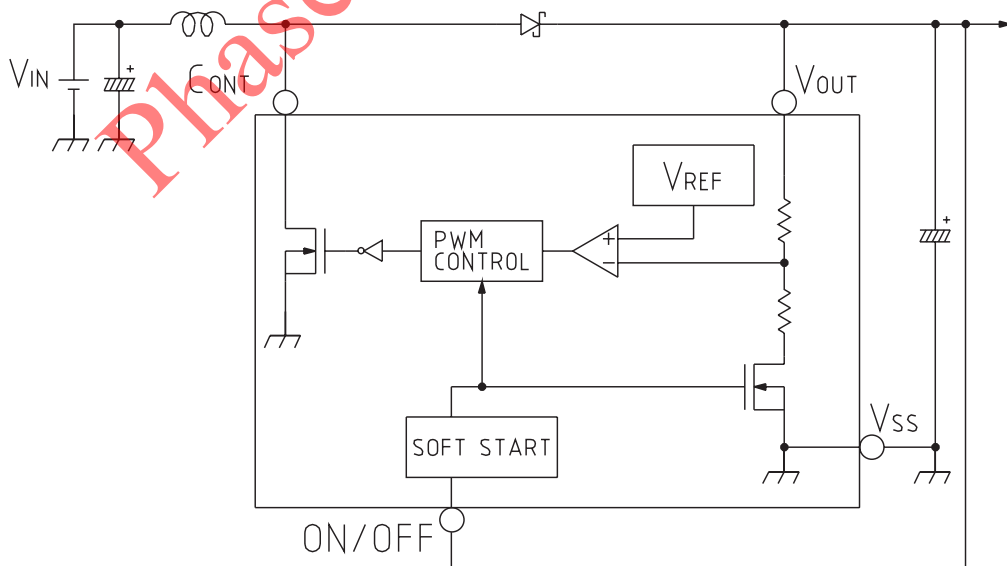 Phase
VIN
+
CONT
VOUT
VREF
+
PWM
CONTROL
+
−
VSS
SOFT START
ON/OFF